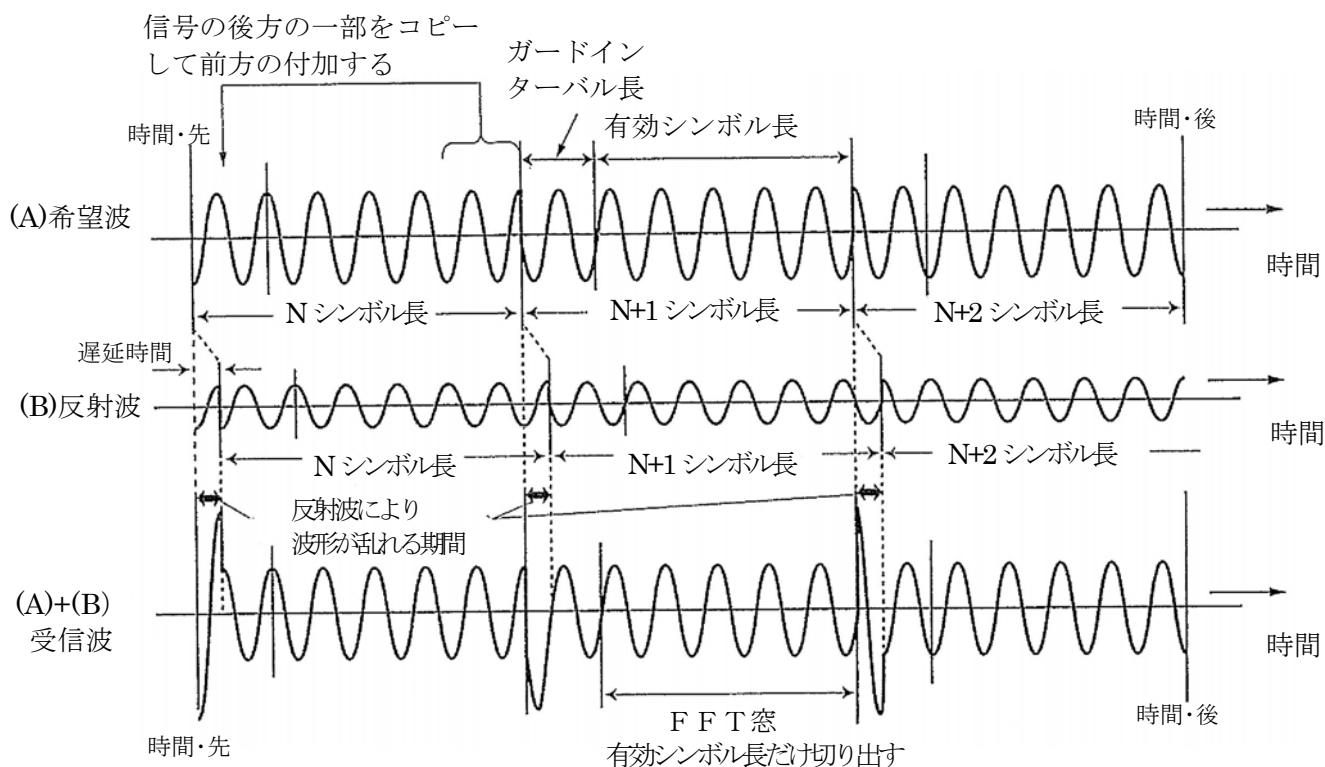 信号の後方の一部をコピー
して前方の付加する
ガードイン
ターバル長
有効シンボル長
時間・先
時間・後
(A)希望波
時間
N シンボル長
N+1 シンボル長
N+2 シンボル長
遅延時間
(B)反射波
時間
N シンボル長
N+1 シンボル長
N+2 シンボル長
反射波により
波形が乱れる期間
(A)+(B)
受信波
時間
FFT窓
有効シンボル長だけ切り出す
時間・先
時間・後